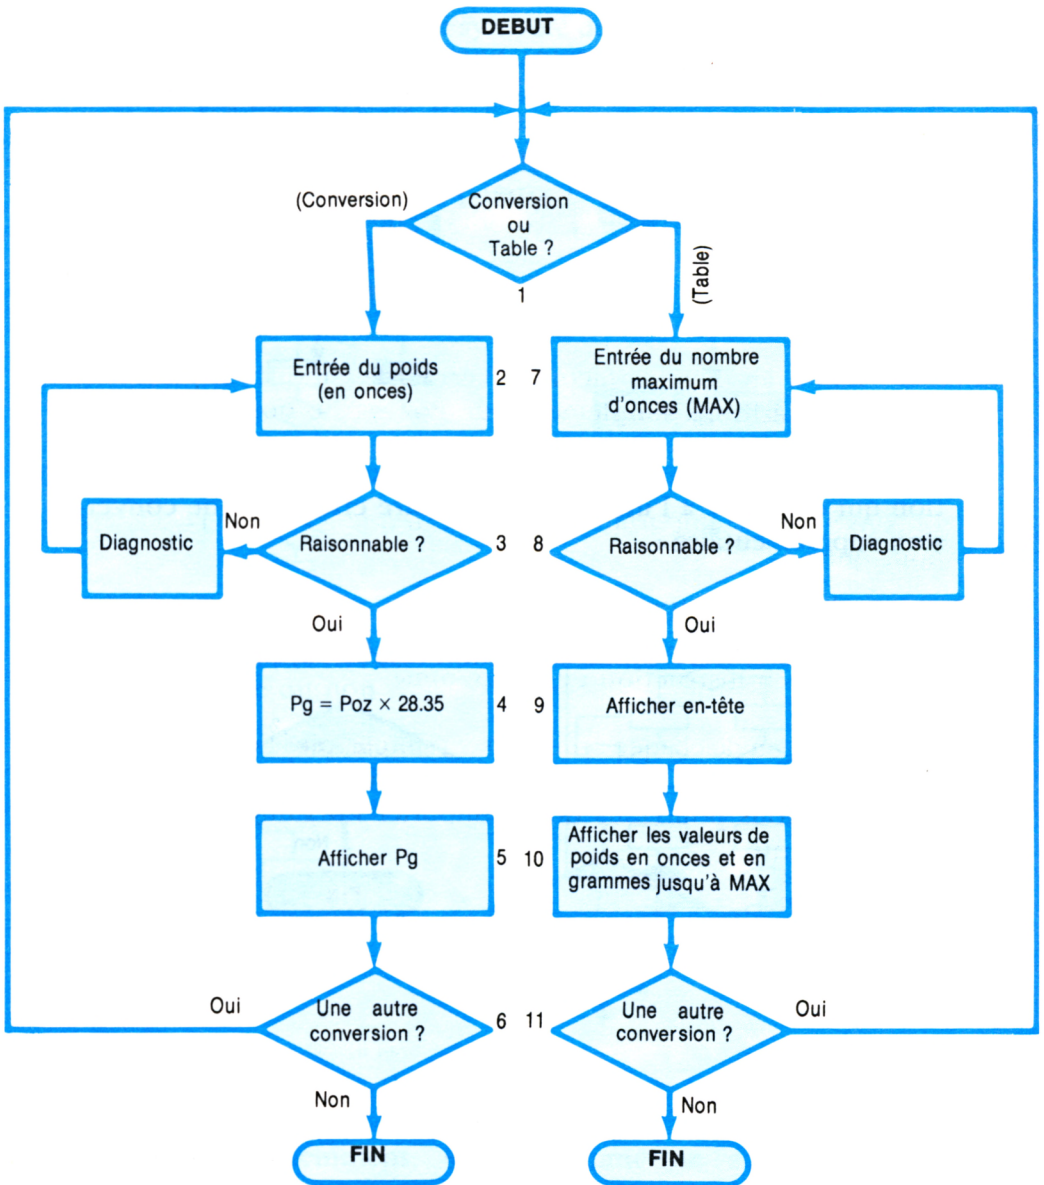 DEBUT
(Conversion)
Conversion
ou
Table ?
(Table)
1
Entrée du poids
(en onces)
2
7
Entrée du nombre
maximum
d'onces (MAX)
Diagnostic
Non
Raisonnable ?
3
8
Raisonnable ?
Non
Diagnostic
Oui
Oui
Pg = Poz × 28.35
4
9
Afficher en-tête
Afficher Pg
5
10
Afficher les valeurs de
poids en onces et en
grammes jusqu'à MAX
Oui
Une autre
conversion ?
6
11
Une autre
conversion ?
Oui
Non
Non
FIN
FIN